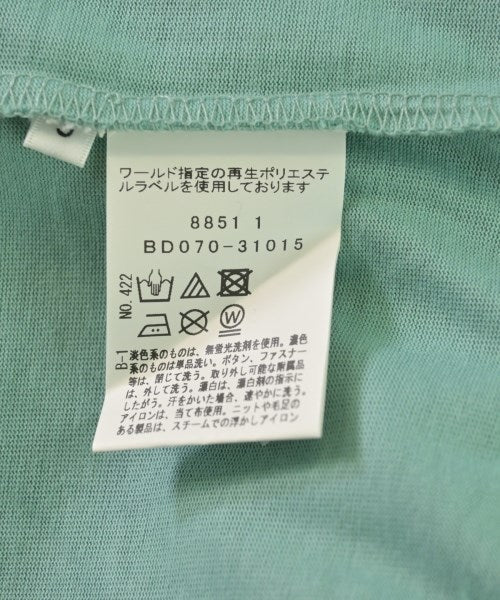 ワールド指定の再生ポリエステ
ルラベルを使用しております
8851 1
BD070-31015
NO.422
B-1
淡色系のものは、無蛍光洗剤を使用。濃色
系のものは単品洗い。ボタン、ファスナー
等は、閉じて洗う。取り外し可能な附属品
は、外して洗う。漂白は、漂白剤の指示に
したがう。汗をかいた場合、速やかに洗う。
アイロンは、当て布使用。ニットや毛足の
ある製品は、スチームでの浮かしアイロン